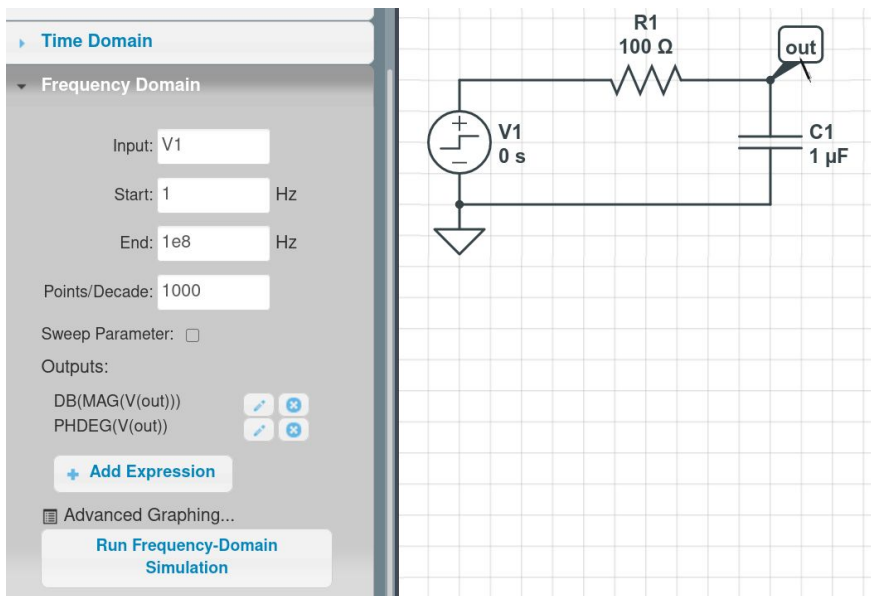 Time Domain
Frequency Domain
Input: V1
Start: 1 Hz
End: 1e8 Hz
Points/Decade: 1000
Sweep Parameter:
Outputs:
DB(MAG(V(out)))
PHDEG(V(out))
+ Add Expression
Advanced Graphing...
Run Frequency-Domain
Simulation
R1
100 Ω
out
+
V1
0 s
−
C1
1 µF